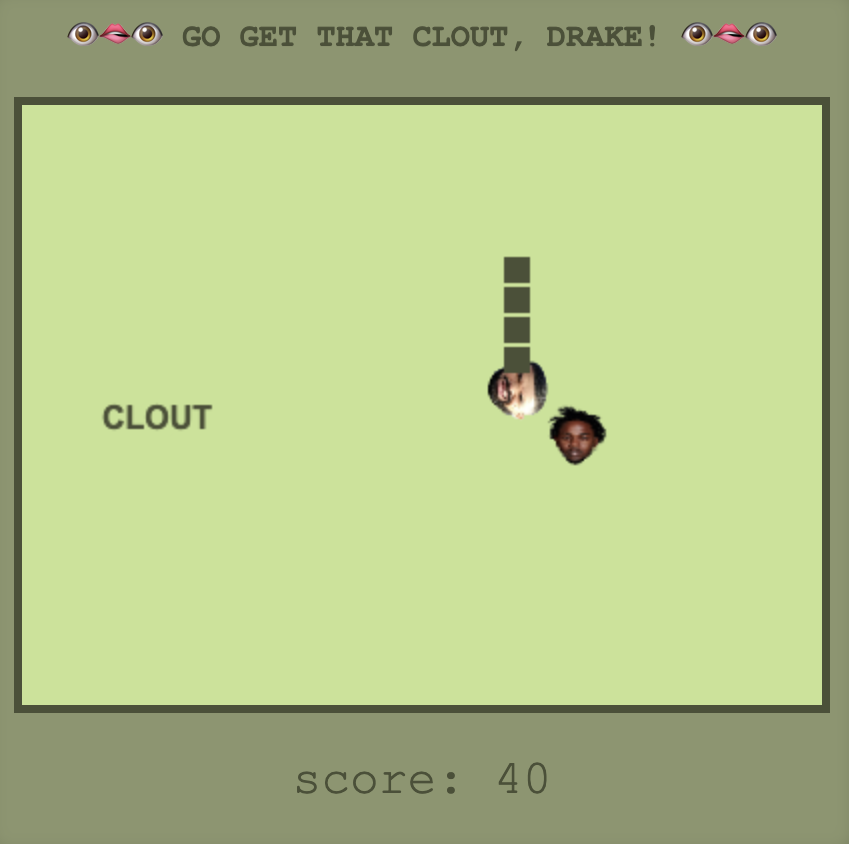 👁️👄👁️ GO GET THAT CLOUT, DRAKE! 👁️👄👁️
CLOUT
score: 40